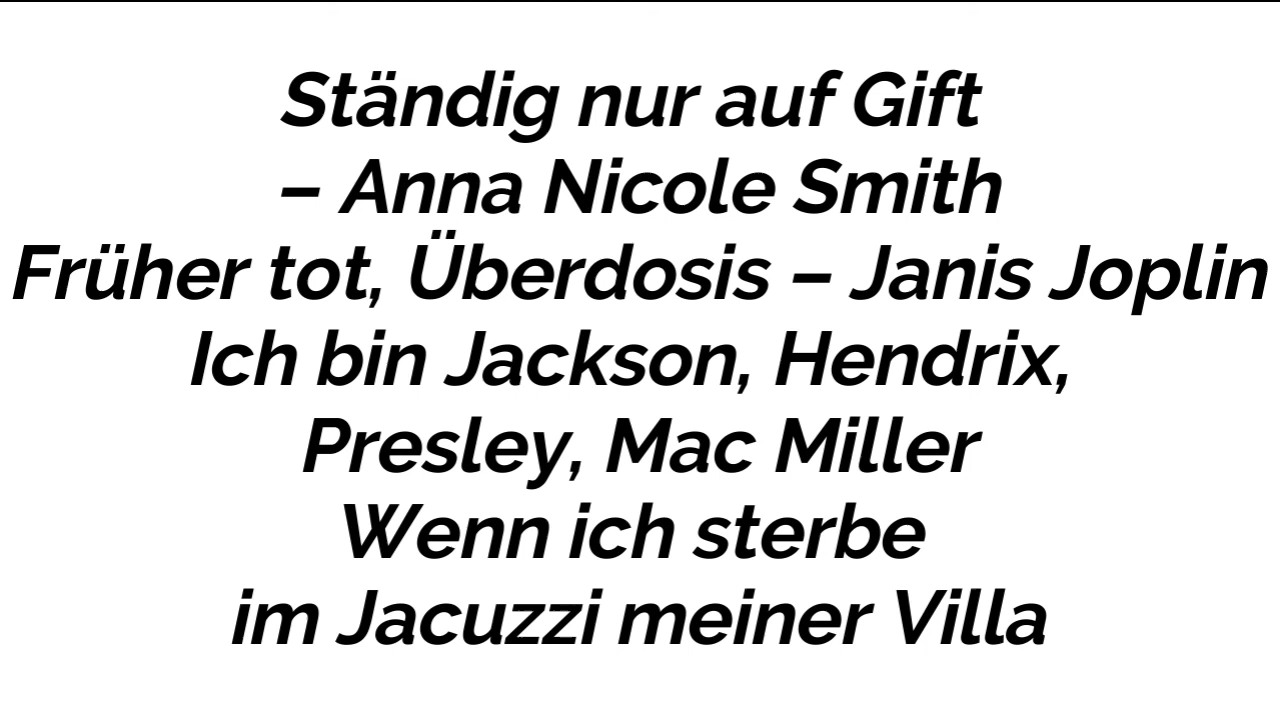 Ständig nur auf Gift
– Anna Nicole Smith
Früher tot, Überdosis – Janis Joplin
Ich bin Jackson, Hendrix,
Presley, Mac Miller
Wenn ich sterbe
im Jacuzzi meiner Villa